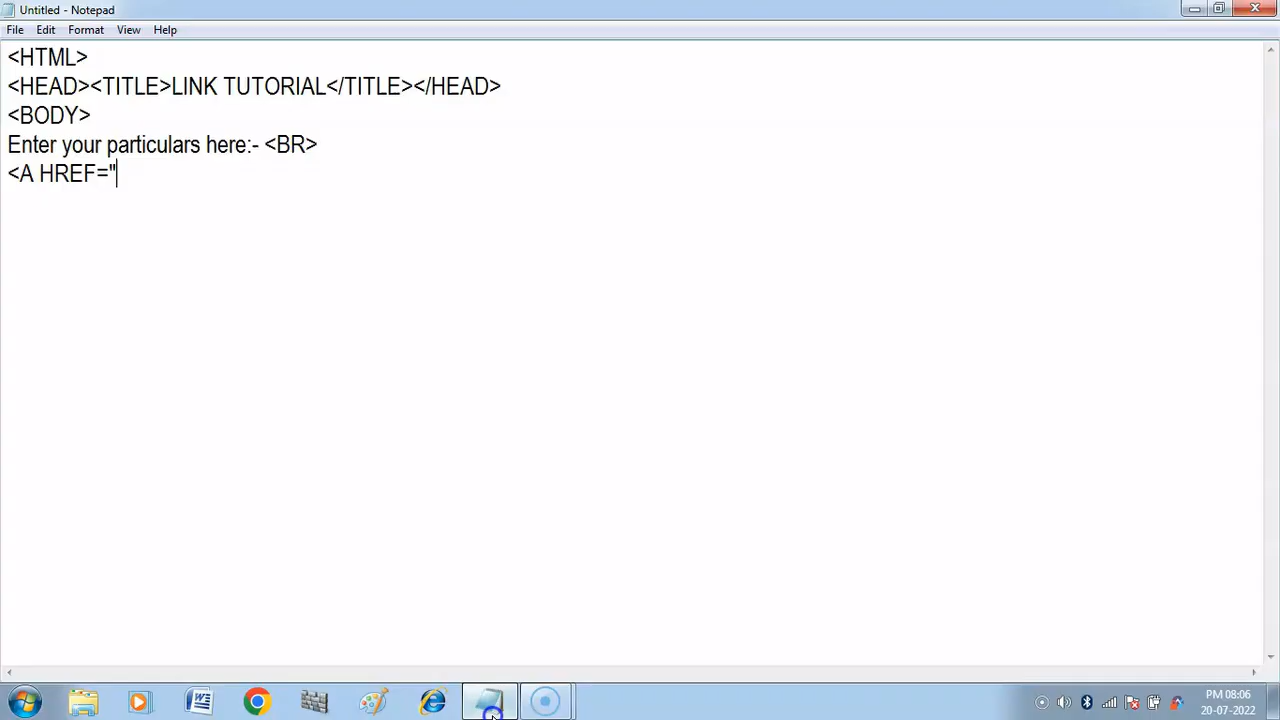 Untitled - Notepad
File Edit Format View Help
<HTML>
<HEAD><TITLE>LINK TUTORIAL</TITLE></HEAD>
<BODY>
Enter your particulars here:- <BR>
<A HREF="
PM 08:06
20-07-2022